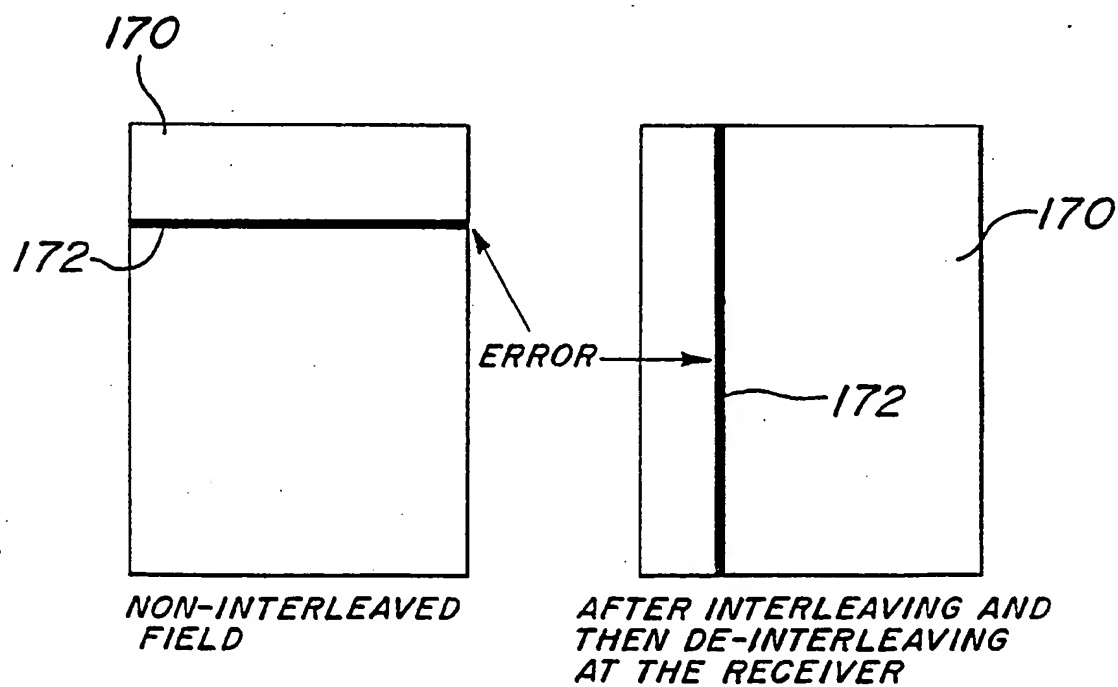 170
172
NON-INTERLEAVED
FIELD
ERROR
170
172
AFTER INTERLEAVING AND
THEN DE-INTERLEAVING
AT THE RECEIVER